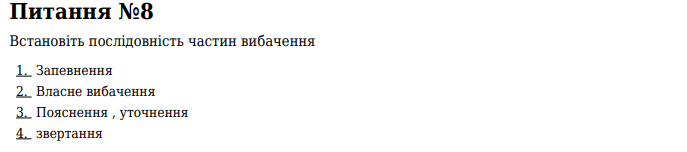 Питання №8
Встановіть послідовність частин вибачення
1. Запевнення
2. Власне вибачення
3. Пояснення , уточнення
4. звертання